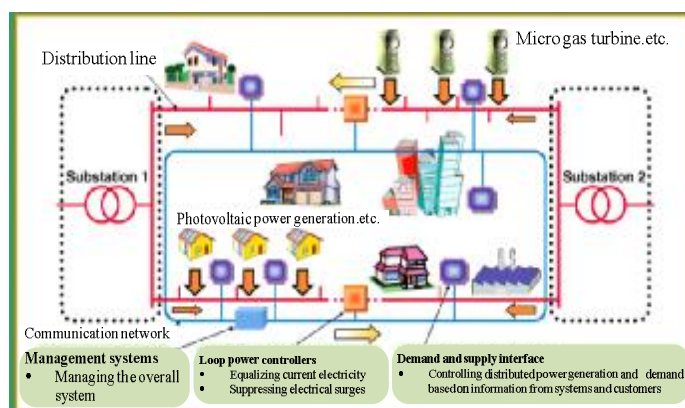 Micro gas turbine.etc.
Distribution line
Substation 1
Substation 2
Photovoltaic power generation.etc.
Communication network
Management systems
• Managing the overall
system
Loop power controllers
• Equalizing current electricity
• Suppressing electrical surges
Demand and supply interface
• Controlling distributed power generation and demand
based on information from systems and customers